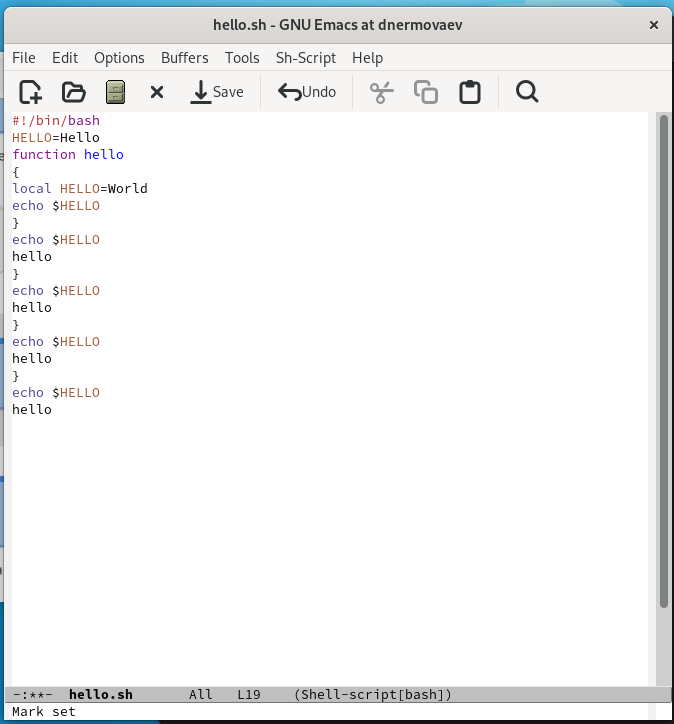 hello.sh - GNU Emacs at dnermovaev
File Edit Options Buffers Tools Sh-Script Help
Save Undo
#!/bin/bash
HELLO=Hello
function hello
{
local HELLO=World
echo $HELLO
}
echo $HELLO
hello
}
echo $HELLO
hello
}
echo $HELLO
hello
}
echo $HELLO
hello
-:**- hello.sh All L19 (Shell-script[bash])
Mark set